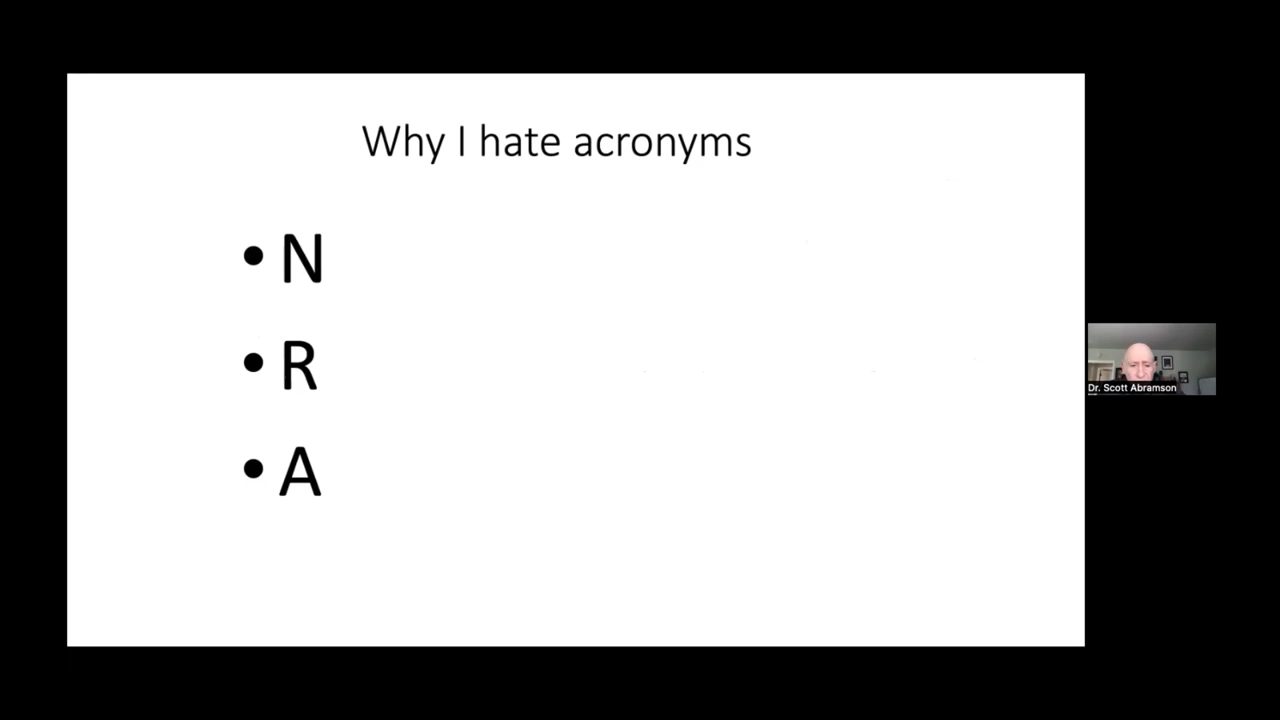 Why I hate acronyms
• N
• R
• A
Dr. Scott Abramson